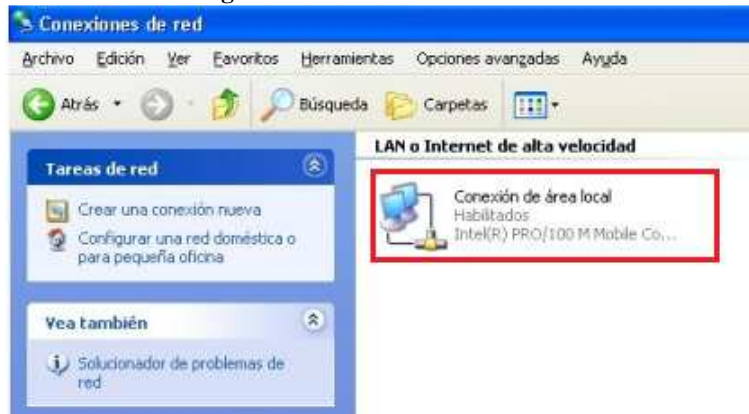 Conexiones de red
Archivo Edición Ver Favoritos Herramientas Opciones avanzadas Ayuda
Atrás Búsqueda Carpetas
LAN o Internet de alta velocidad
Tareas de red
Crear una conexión nueva
Configurar una red doméstica o
para pequeña oficina
Conexión de área local
Habilitados
Intel(R) PRO/100 M Mobile Co...
Vea también
Solucionador de problemas de
red